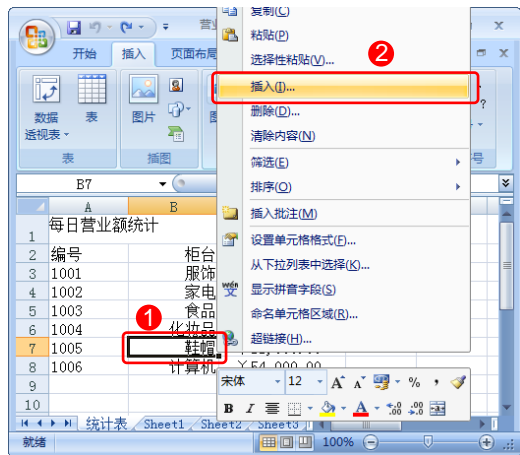 营
复制(C)
粘贴(P)
选择性粘贴(V)...
2
插入(I)...
删除(D)...
清除内容(N)
筛选(E)
排序(O)
插入批注(M)
设置单元格格式(F)...
从下拉列表中选择(K)...
显示拼音字段(S)
命名单元格区域(R)...
超链接(H)...
开始 插入 页面布局
数据透视表 表 图片
表 插图 号
B7
A B
1 每日营业额统计
2 编号 柜台
3 1001 服饰
4 1002 家电
5 1003 食品
6 1004 化妆品
7 1005 鞋帽
8 1006 计算机 ￥54,000.00
9
10
1
宋体 12 A A % ,
B I A .00 .0
统计表 Sheet1 Sheet2 Sheet3
就绪 100%